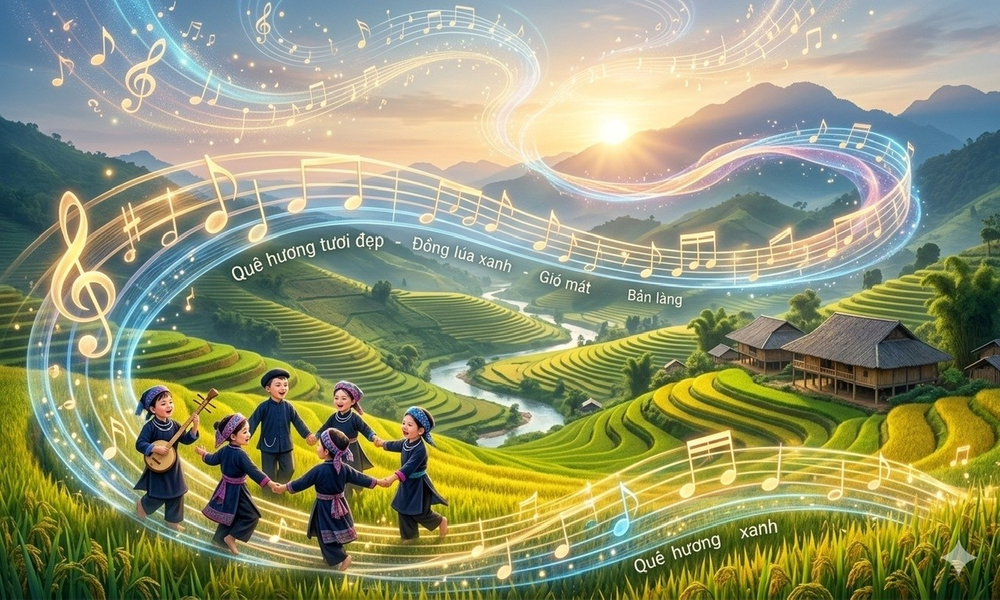 Quê hương tươi đẹp - Đồng lúa xanh - Gió mát Bản làng
Quê hương xanh